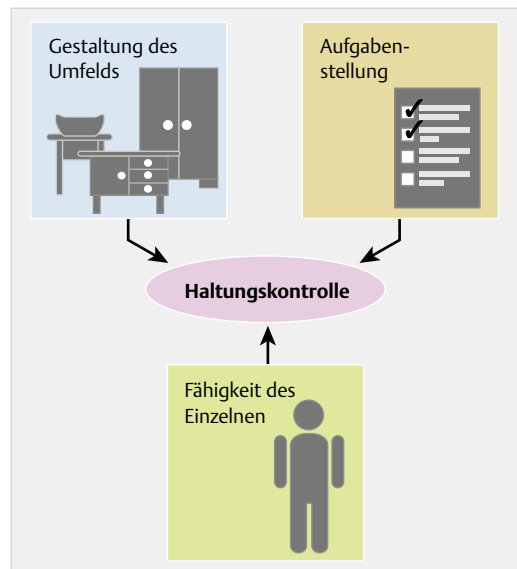 Gestaltung des
Umfelds
Aufgaben-
stellung
Haltungskontrolle
Fähigkeit des
Einzelnen